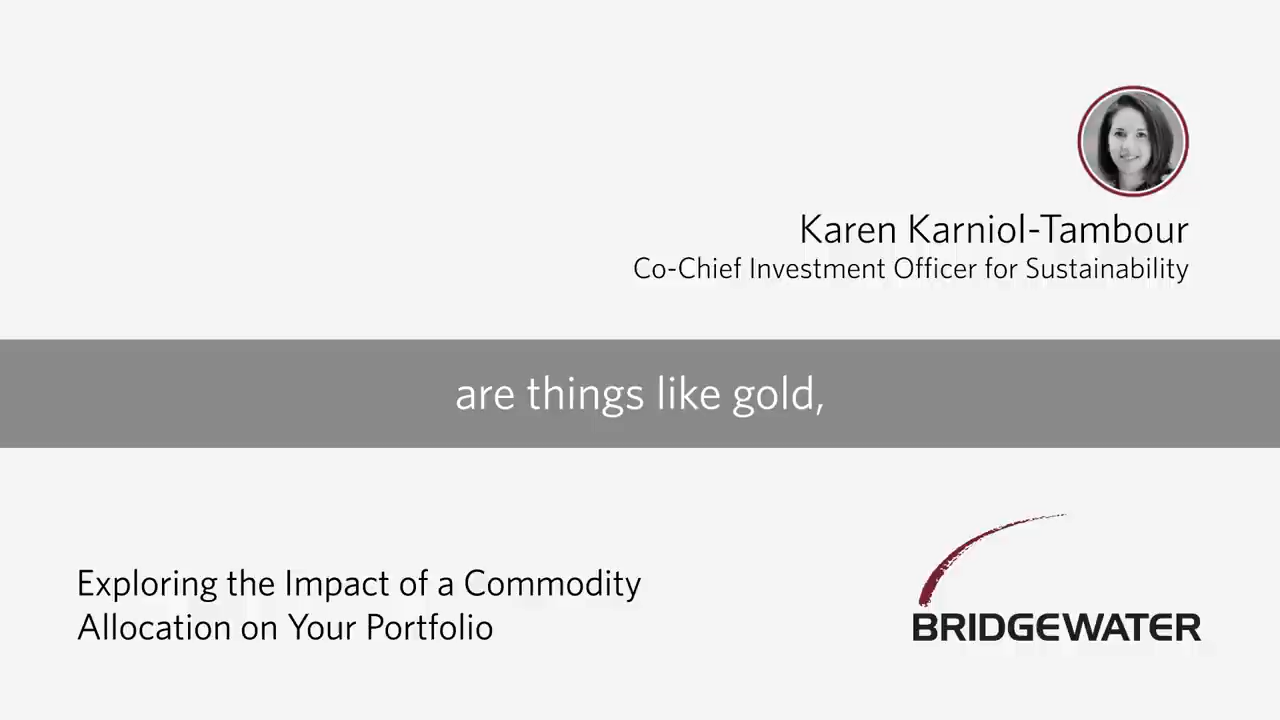 Karen Karniol-Tambour
Co-Chief Investment Officer for Sustainability
are things like gold,
Exploring the Impact of a Commodity
Allocation on Your Portfolio
BRIDGEWATER